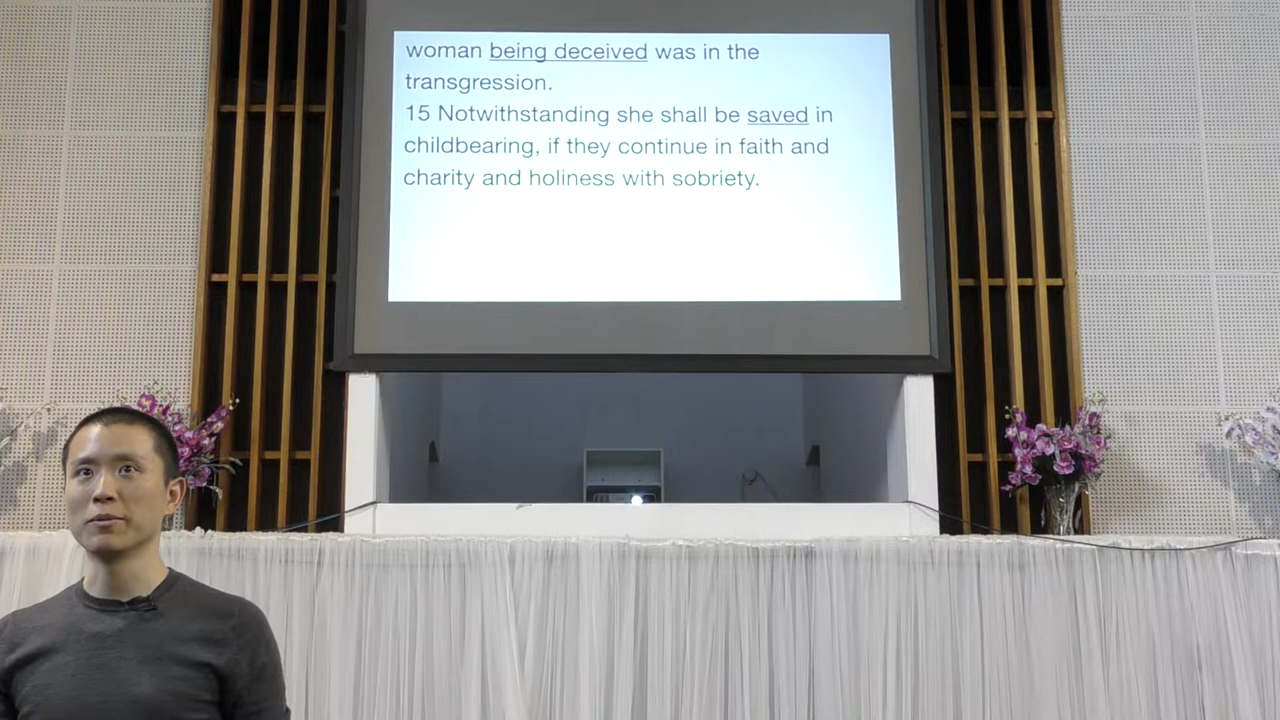 woman being deceived was in the
transgression.
15 Notwithstanding she shall be saved in
childbearing, if they continue in faith and
charity and holiness with sobriety.